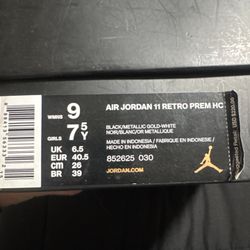 WMNS 9
GIRLS 7.5Y
UK 6.5
EUR 40.5
CM 26
BR 39
AIR JORDAN 11 RETRO PREM HC
BLACK/METALLIC GOLD-WHITE
NOIR/BLANC/OR METALLIQUE
MADE IN INDONESIA / FABRIQUE EN INDONESIE /
HECHO EN INDONESIA
852625 030
JORDAN.COM